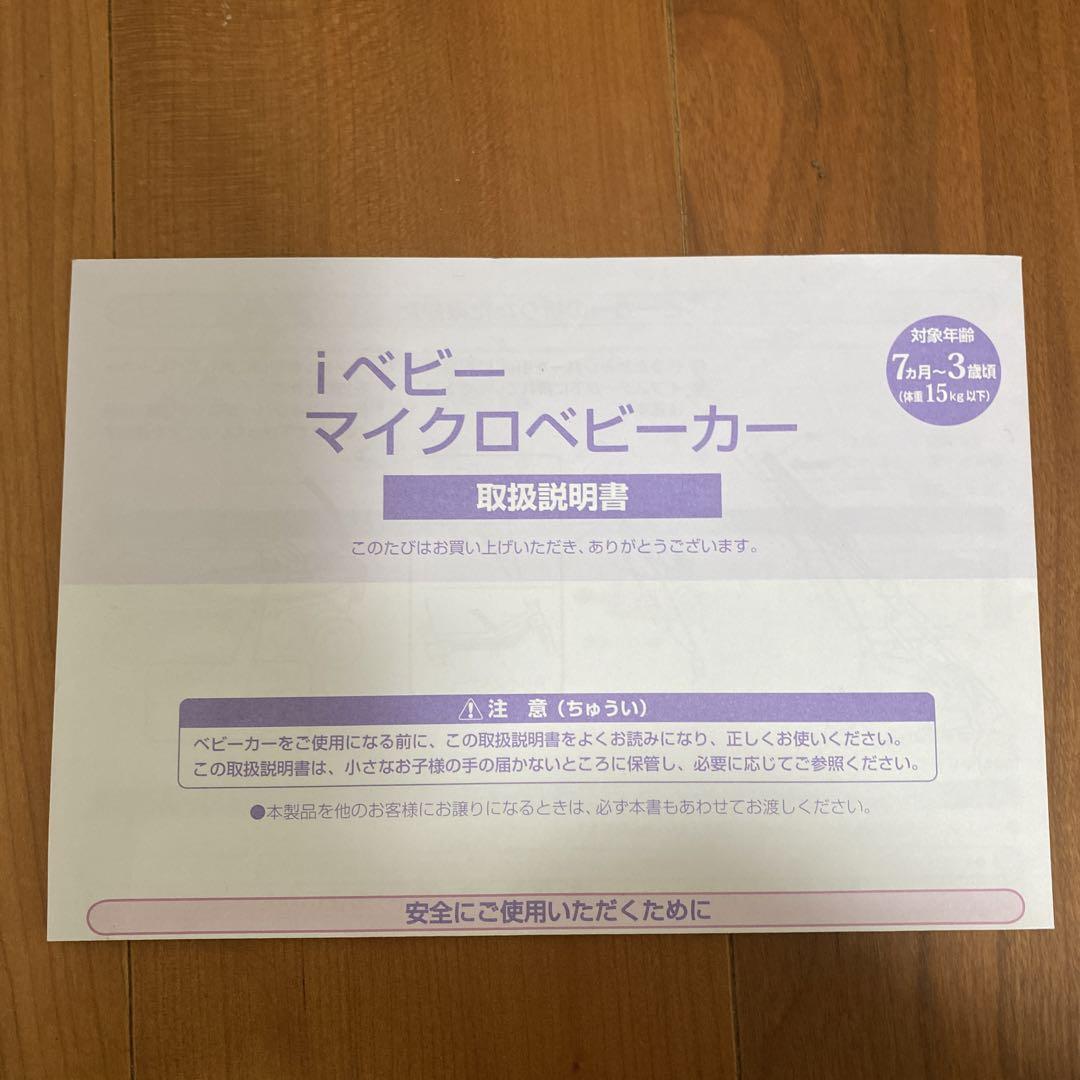 対象年齢
7ヵ月～3歳頃
(体重15kg以下)
iベビー
マイクロベビーカー
取扱説明書
このたびはお買い上げいただき、ありがとうございます。
注　意（ちゅうい）
ベビーカーをご使用になる前に、この取扱説明書をよくお読みになり、正しくお使いください。
この取扱説明書は、小さなお子様の手の届かないところに保管し、必要に応じてご参照ください。
●本製品を他のお客様にお譲りになるときは、必ず本書もあわせてお渡しください。
安全にご使用いただくために